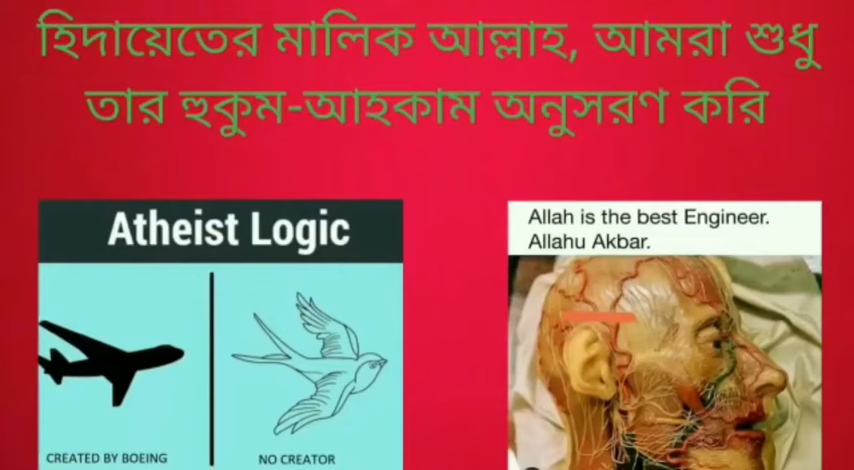 হিদায়েতের মালিক আল্লাহ, আমরা শুধু
তার হুকুম-আহকাম অনুসরণ করি
Atheist Logic
CREATED BY BOEING
NO CREATOR
Allah is the best Engineer.
Allahu Akbar.